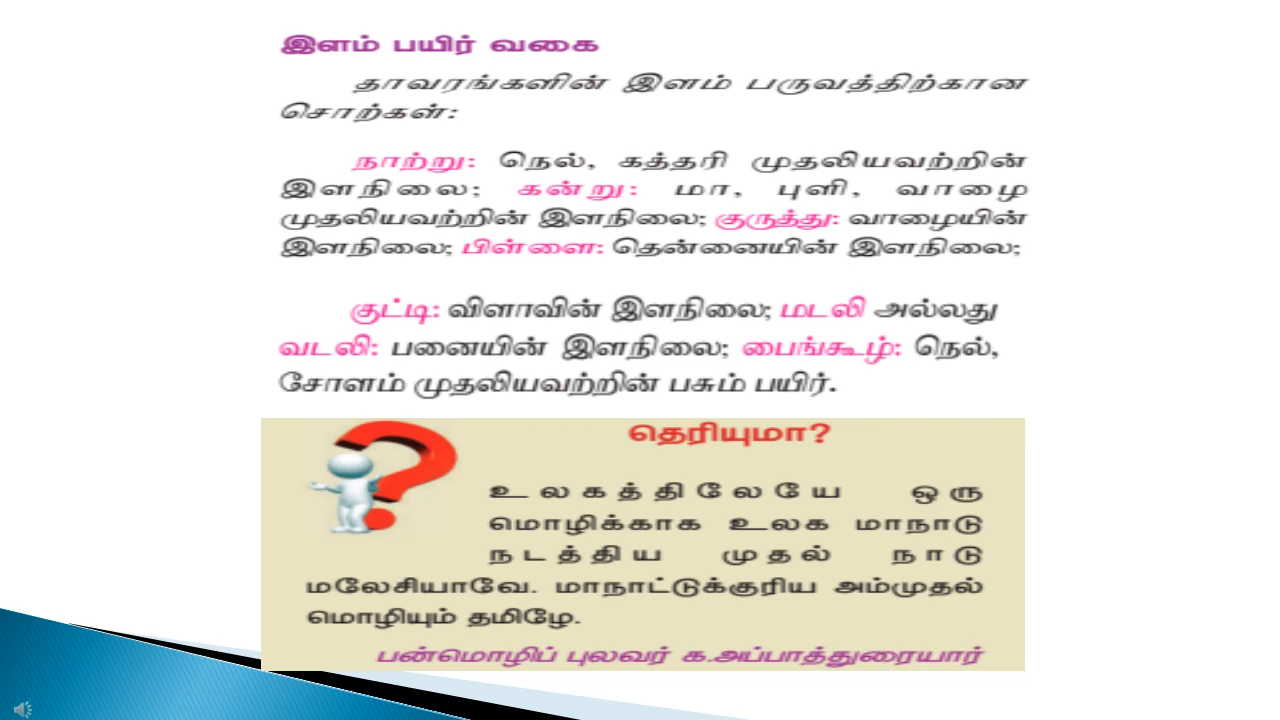 இளம் பயிர் வகை
தாவரங்களின் இளம் பருவத்திற்கான
சொற்கள்:
நாற்று: நெல், கத்தரி முதலியவற்றின்
இளநிலை; கன்று: மா, புளி, வாழை
முதலியவற்றின் இளநிலை; குருத்து: வாழையின்
இளநிலை; பிள்ளை: தென்னையின் இளநிலை;
குட்டி: விளாவின் இளநிலை; மடலி அல்லது
வடலி: பனையின் இளநிலை; பைங்கூழ்: நெல்,
சோளம் முதலியவற்றின் பசும் பயிர்.
தெரியுமா?
உலகத்திலேயே ஒரு
மொழிக்காக உலக மாநாடு
நடத்திய முதல் நாடு
மலேசியாவே. மாநாட்டுக்குரிய அம்முதல்
மொழியும் தமிழே.
பன்மொழிப் புலவர் க.அப்பாத்துரையார்